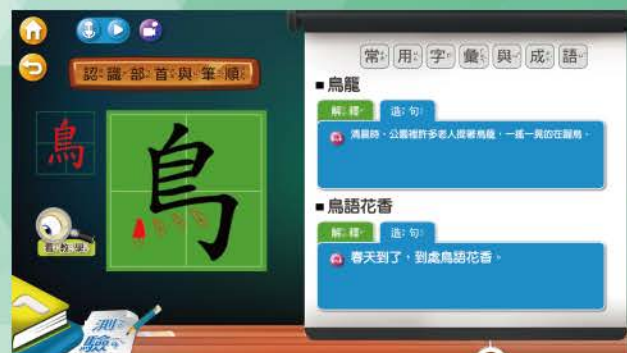 認識部首與筆順
鳥
鳥
看教學
測
驗
常用字彙與成語
■鳥籠
解釋 造句
清晨時，公園裡許多老人提著鳥籠，一搖一晃的在蹓鳥。
■鳥語花香
解釋 造句
春天到了，到處鳥語花香。